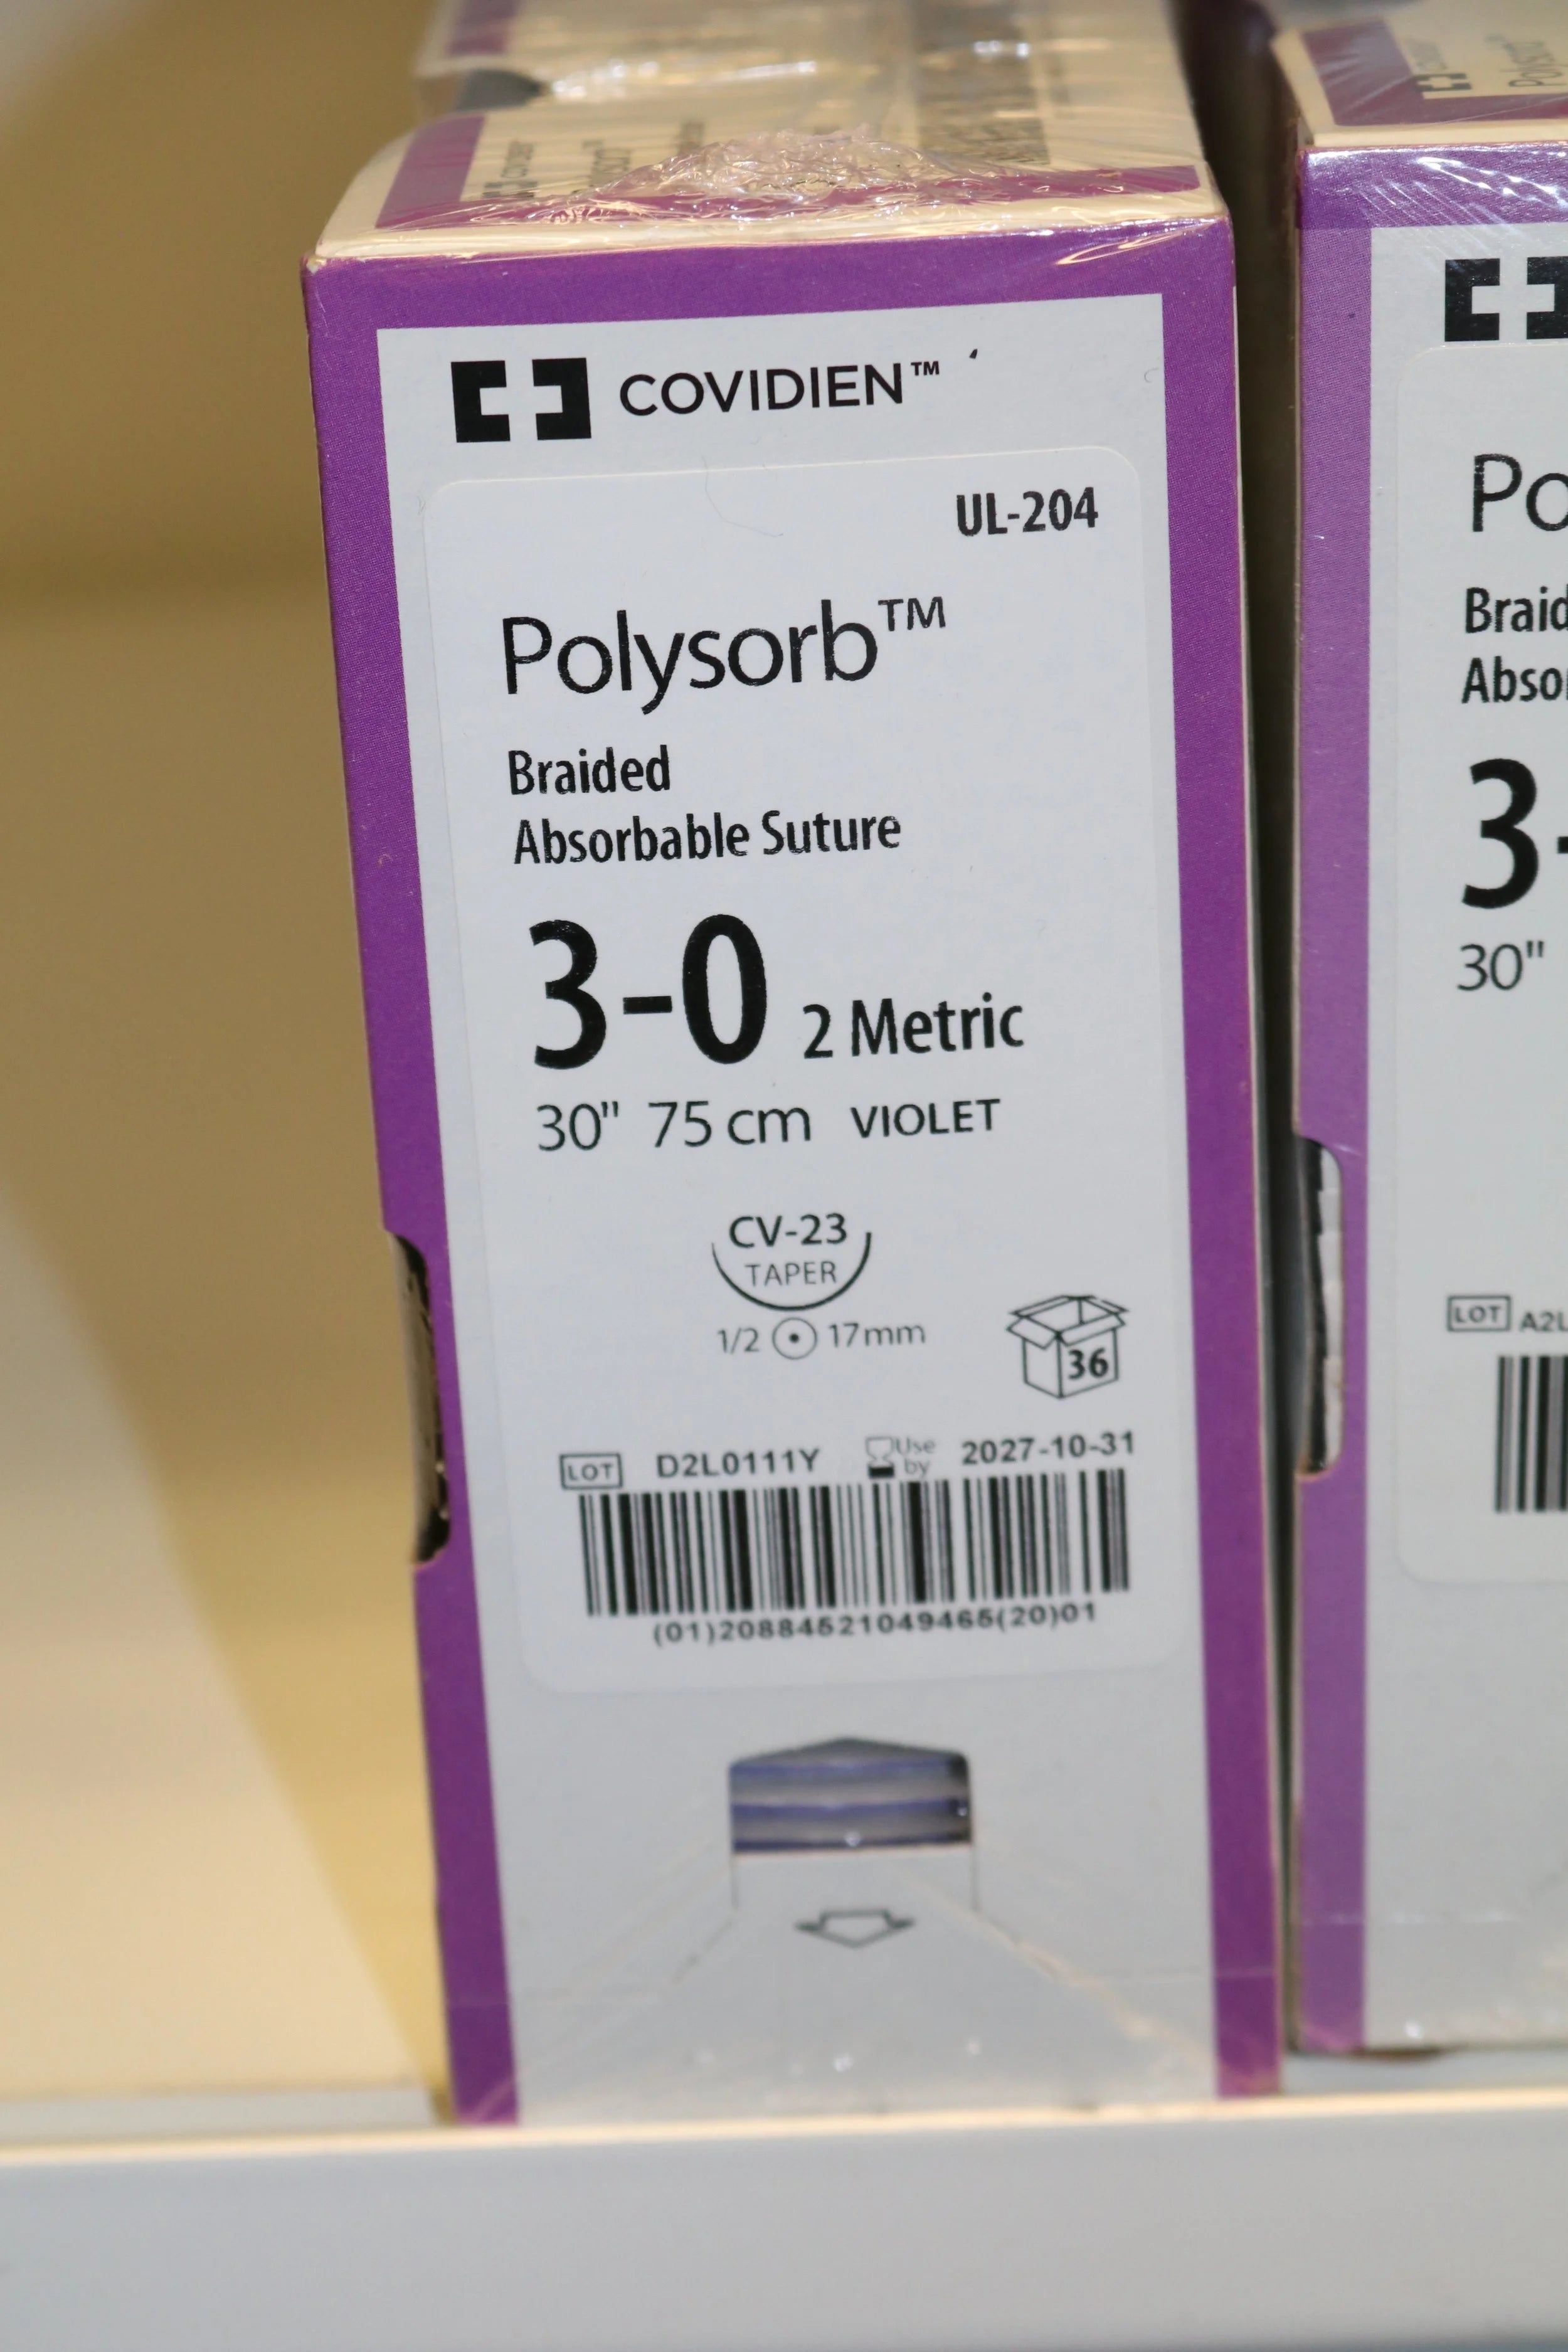 COVIDIEN™
UL-204
Polysorb™
Braided
Absorbable Suture
3-0 2 Metric
30" 75 cm VIOLET
CV-23
TAPER
1/2 17mm
36
LOT D2L0111Y Use by 2027-10-31
(01)20884521049465(20)01
Po
Braid
Abso
3-
30"
LOT A2L